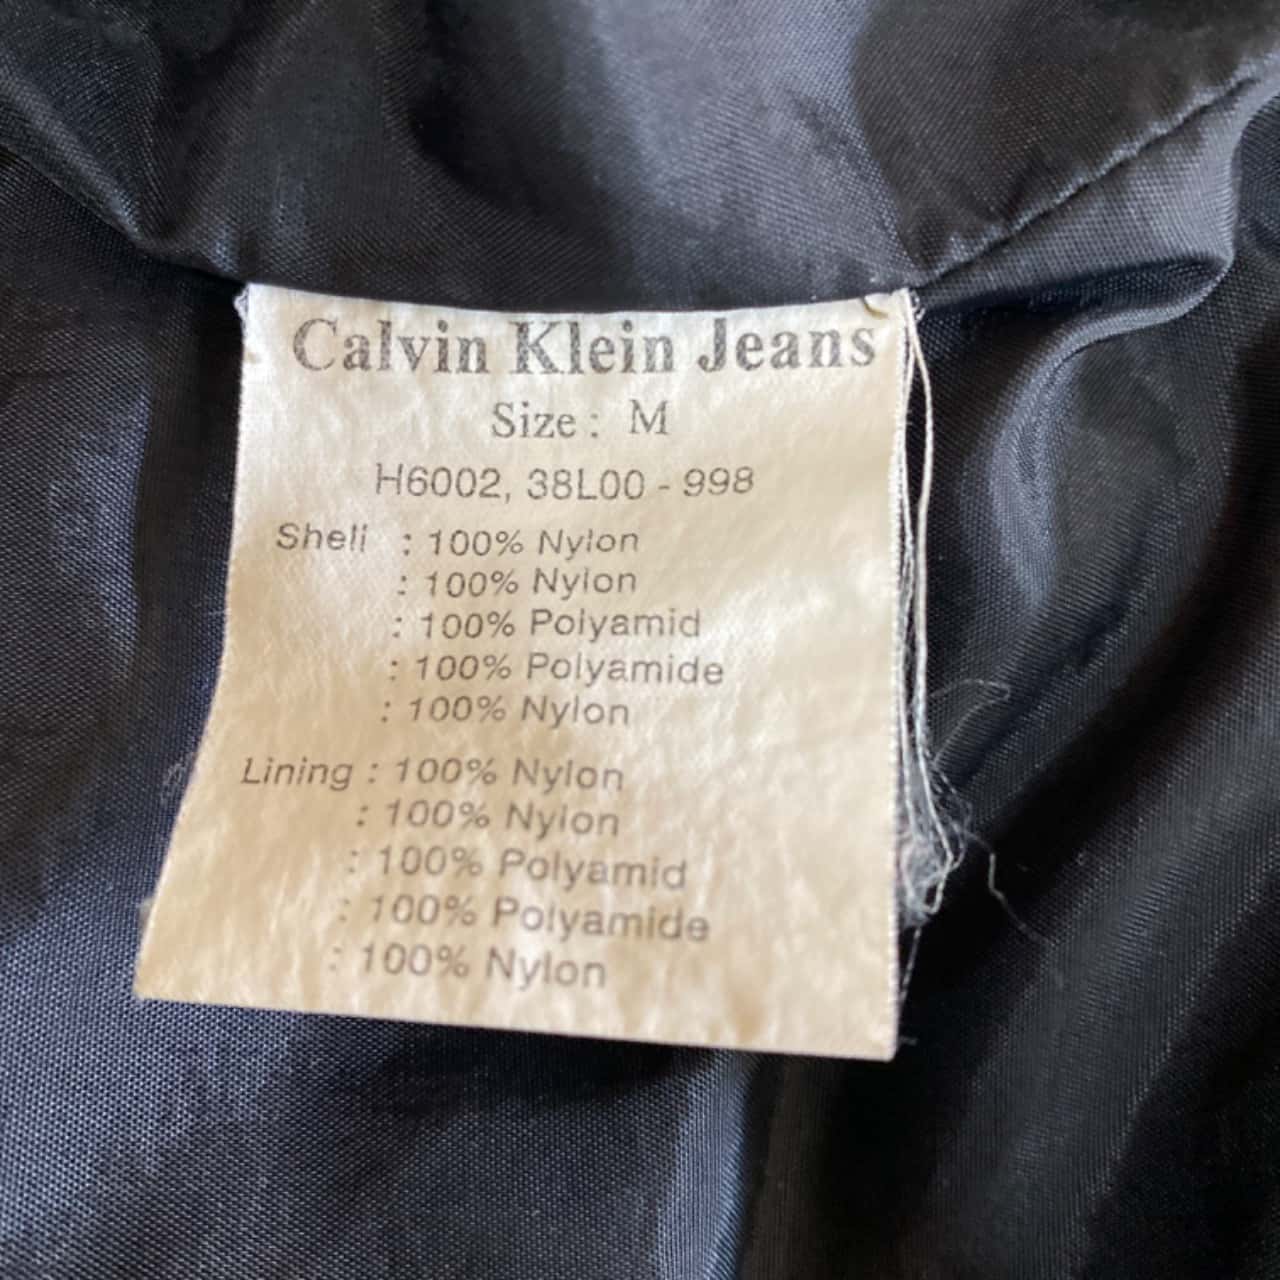 Calvin Klein Jeans
Size : M
H6002, 38L00 - 998
Shell : 100% Nylon
: 100% Nylon
: 100% Polyamid
: 100% Polyamide
: 100% Nylon
Lining : 100% Nylon
: 100% Nylon
: 100% Polyamid
: 100% Polyamide
: 100% Nylon